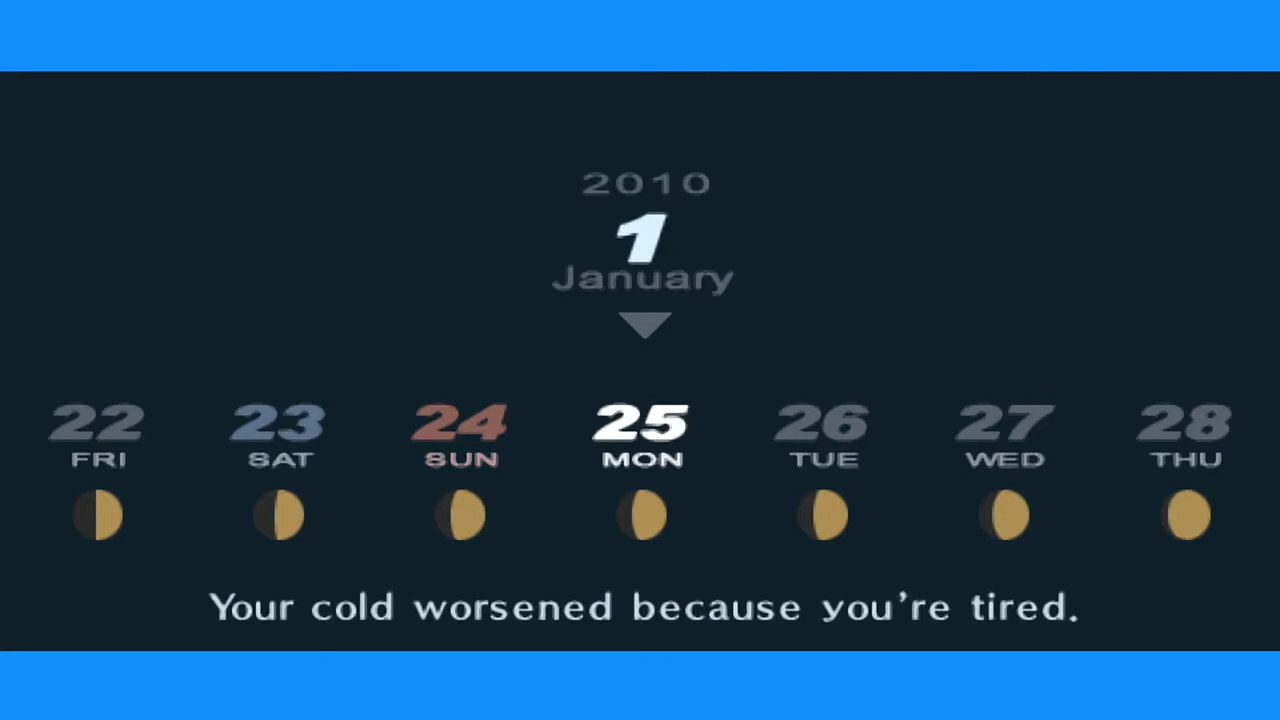 2010
1
January
22 23 24 25 26 27 28
FRI SAT SUN MON TUE WED THU
Your cold worsened because you're tired.